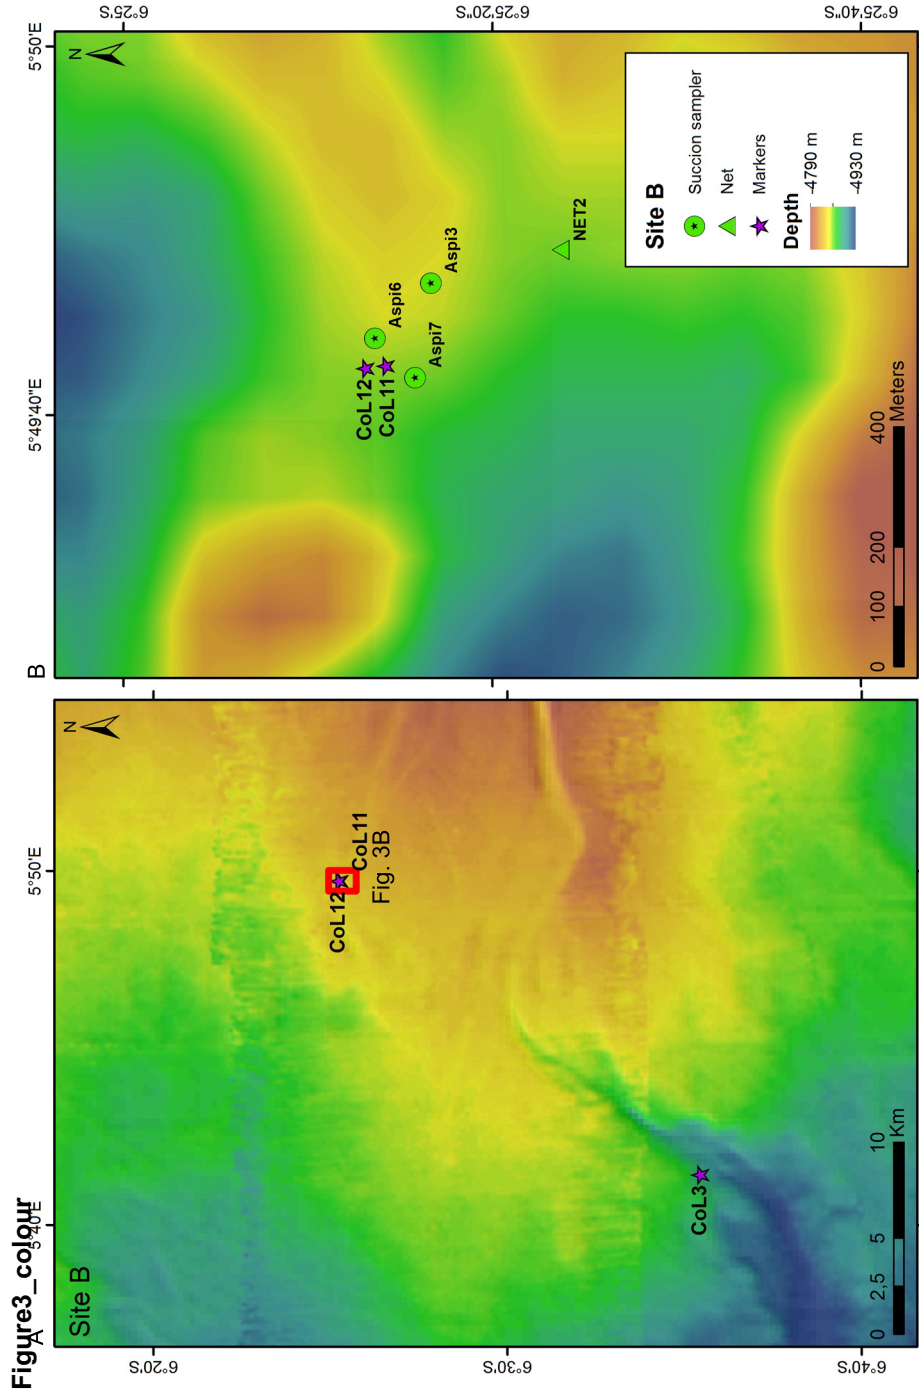 Figure3_colour
A
5°40'E
5°50'E
Site B
N
6°20'S
6°30'S
6°40'S
CoL12
CoL11
Fig. 3B
CoL3
0 2,5 5 10
Km
B
5°49'40"E
5°50'E
N
6°25'S
6°25'20"S
6°25'40"S
CoL12
CoL11
Aspi6
Aspi7
Aspi3
NET2
0 100 200 400
Meters
Site B
Succion sampler
Net
Markers
Depth
-4790 m
-4930 m